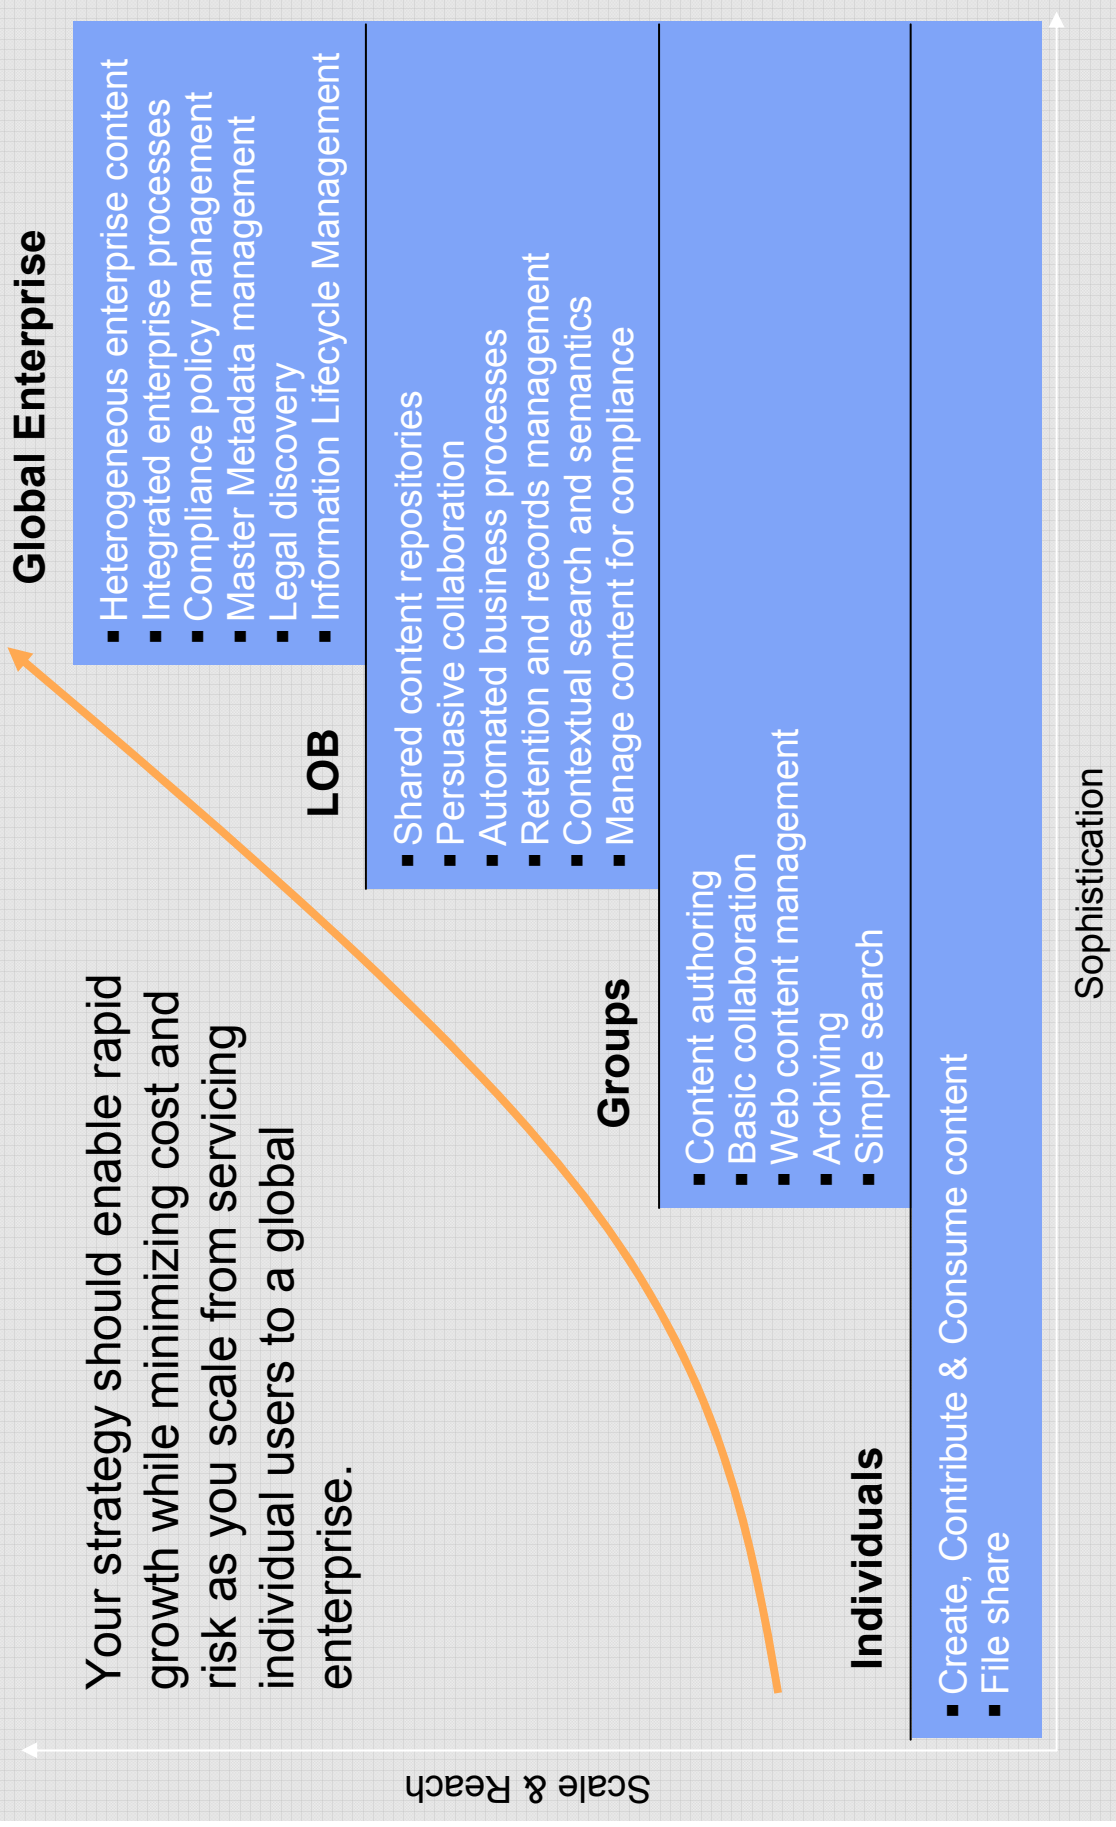 Global Enterprise
Your strategy should enable rapid
growth while minimizing cost and
risk as you scale from servicing
individual users to a global
enterprise.
▪ Heterogeneous enterprise content
▪ Integrated enterprise processes
▪ Compliance policy management
▪ Master Metadata management
▪ Legal discovery
▪ Information Lifecycle Management
LOB
▪ Shared content repositories
▪ Persuasive collaboration
▪ Automated business processes
▪ Retention and records management
▪ Contextual search and semantics
▪ Manage content for compliance
Groups
▪ Content authoring
▪ Basic collaboration
▪ Web content management
▪ Archiving
▪ Simple search
Individuals
▪ Create, Contribute & Consume content
▪ File share
Scale & Reach
Sophistication